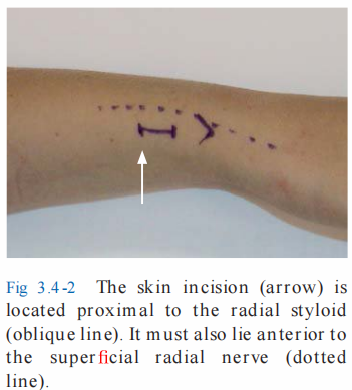 Fig 3.4-2 The skin incision (arrow) is
located proximal to the radial styloid
(oblique line). It must also lie anterior to
the superficial radial nerve (dotted
line).